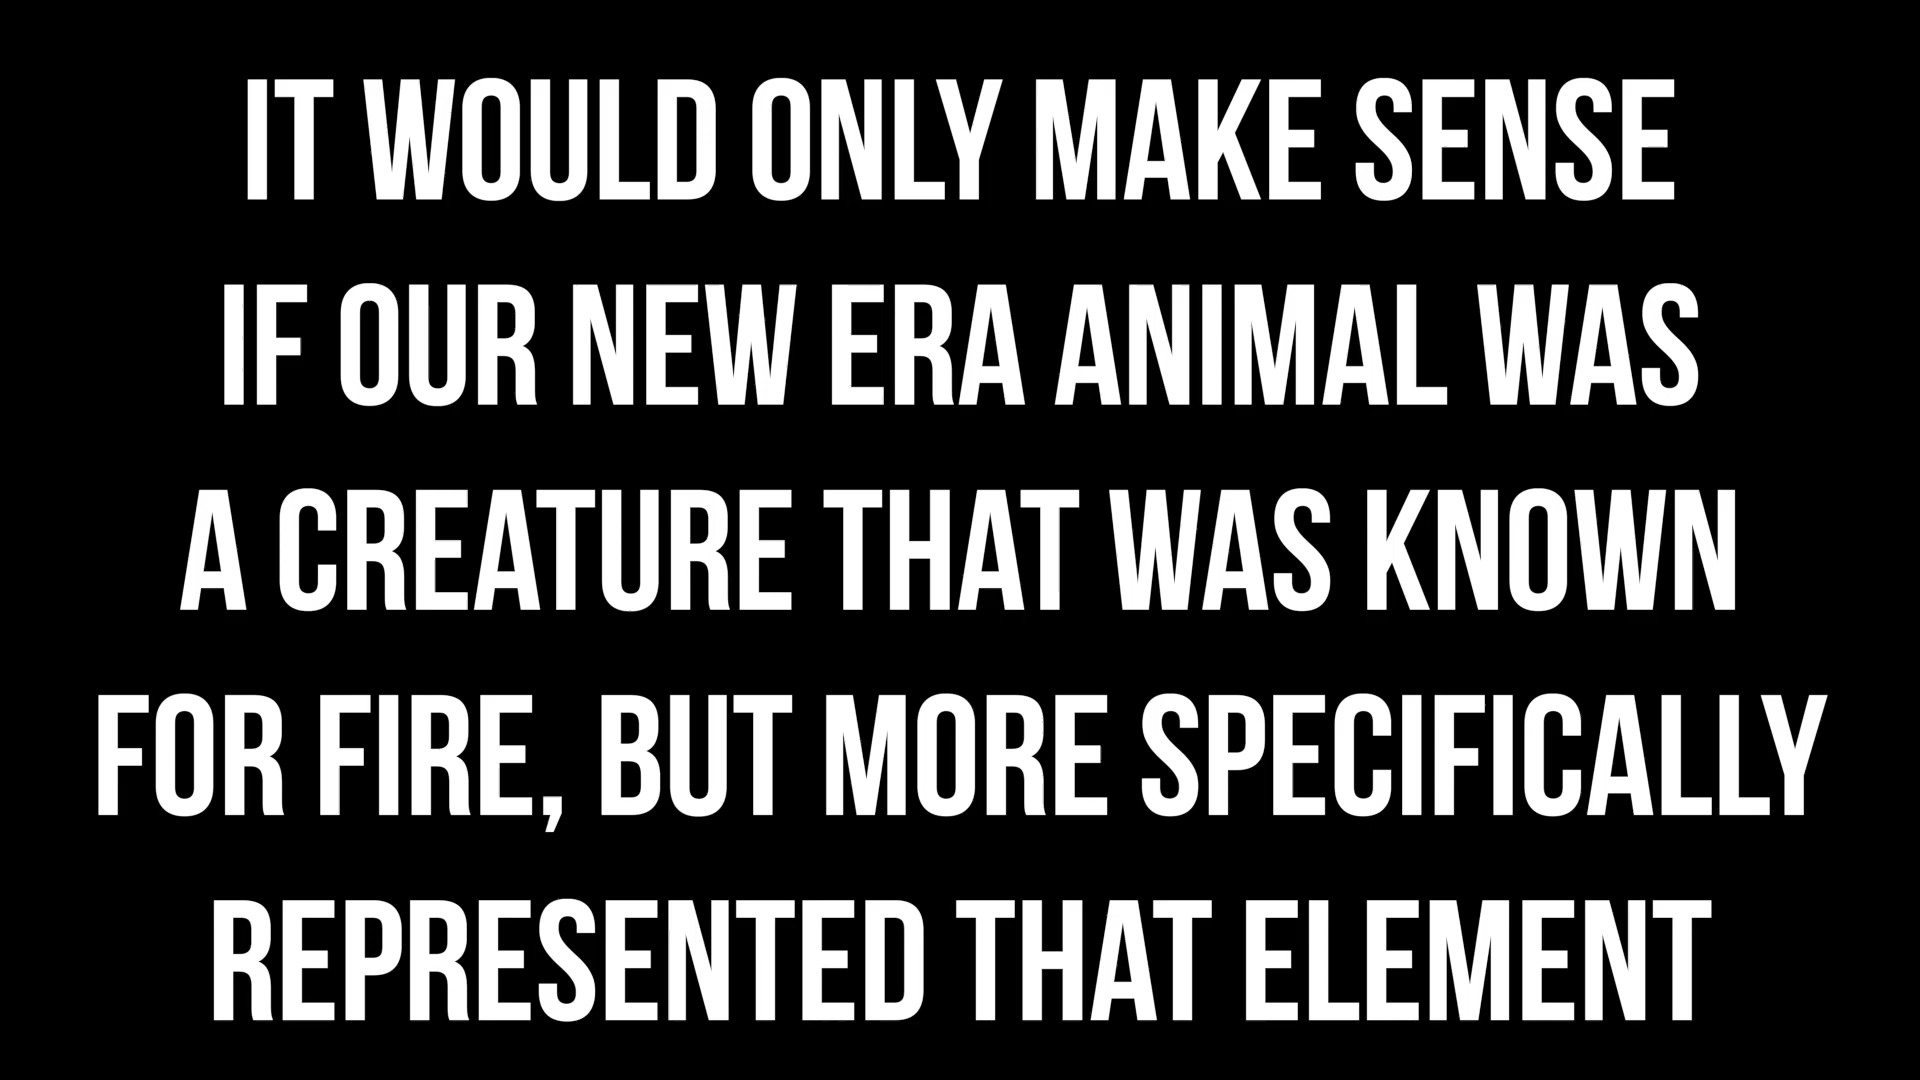 IT WOULD ONLY MAKE SENSE
IF OUR NEW ERA ANIMAL WAS
A CREATURE THAT WAS KNOWN
FOR FIRE, BUT MORE SPECIFICALLY
REPRESENTED THAT ELEMENT